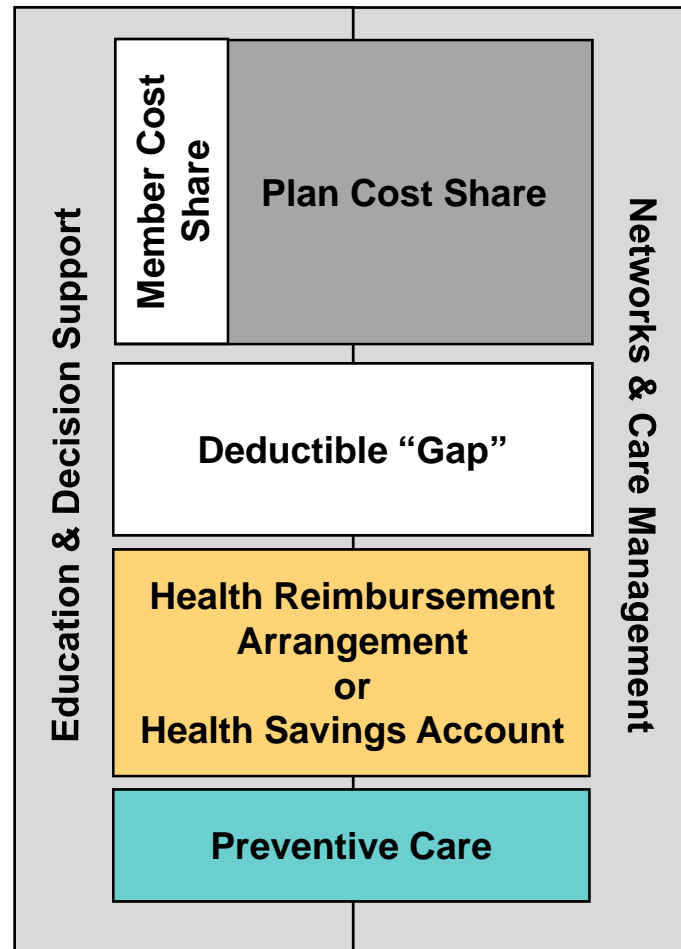 Education & Decision Support
Member Cost
Share
Plan Cost Share
Deductible “Gap”
Health Reimbursement
Arrangement
or
Health Savings Account
Preventive Care
Networks & Care Management